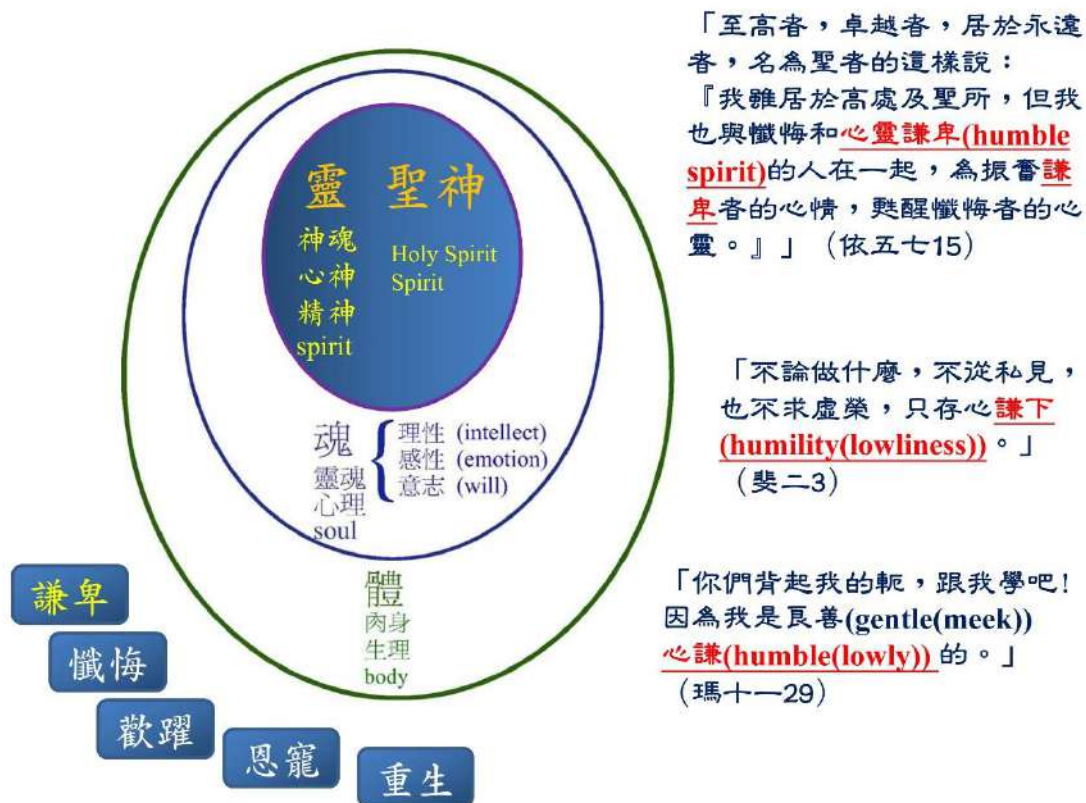 靈 聖神
神魂
心神
精神
spirit
Holy Spirit
Spirit
魂
靈魂
心理
soul
理性 (intellect)
感性 (emotion)
意志 (will)
體
肉身
生理
body
謙卑
懺悔
歡躍
恩寵
重生
「至高者，卓越者，居於永遠
者，名為聖者的這樣說：
『我雖居於高處及聖所，但我
也與懺悔和心靈謙卑(humble
spirit)的人在一起，為振奮謙
卑者的心情，甦醒懺悔者的心
靈。』」（依五七15）
「不論做什麼，不從私見，
也不求虛榮，只存心謙下
(humility(lowliness))。」
（斐二3）
「你們背起我的軛，跟我學吧!
因為我是良善(gentle(meek))
心謙(humble(lowly))的。」
（瑪十一29）